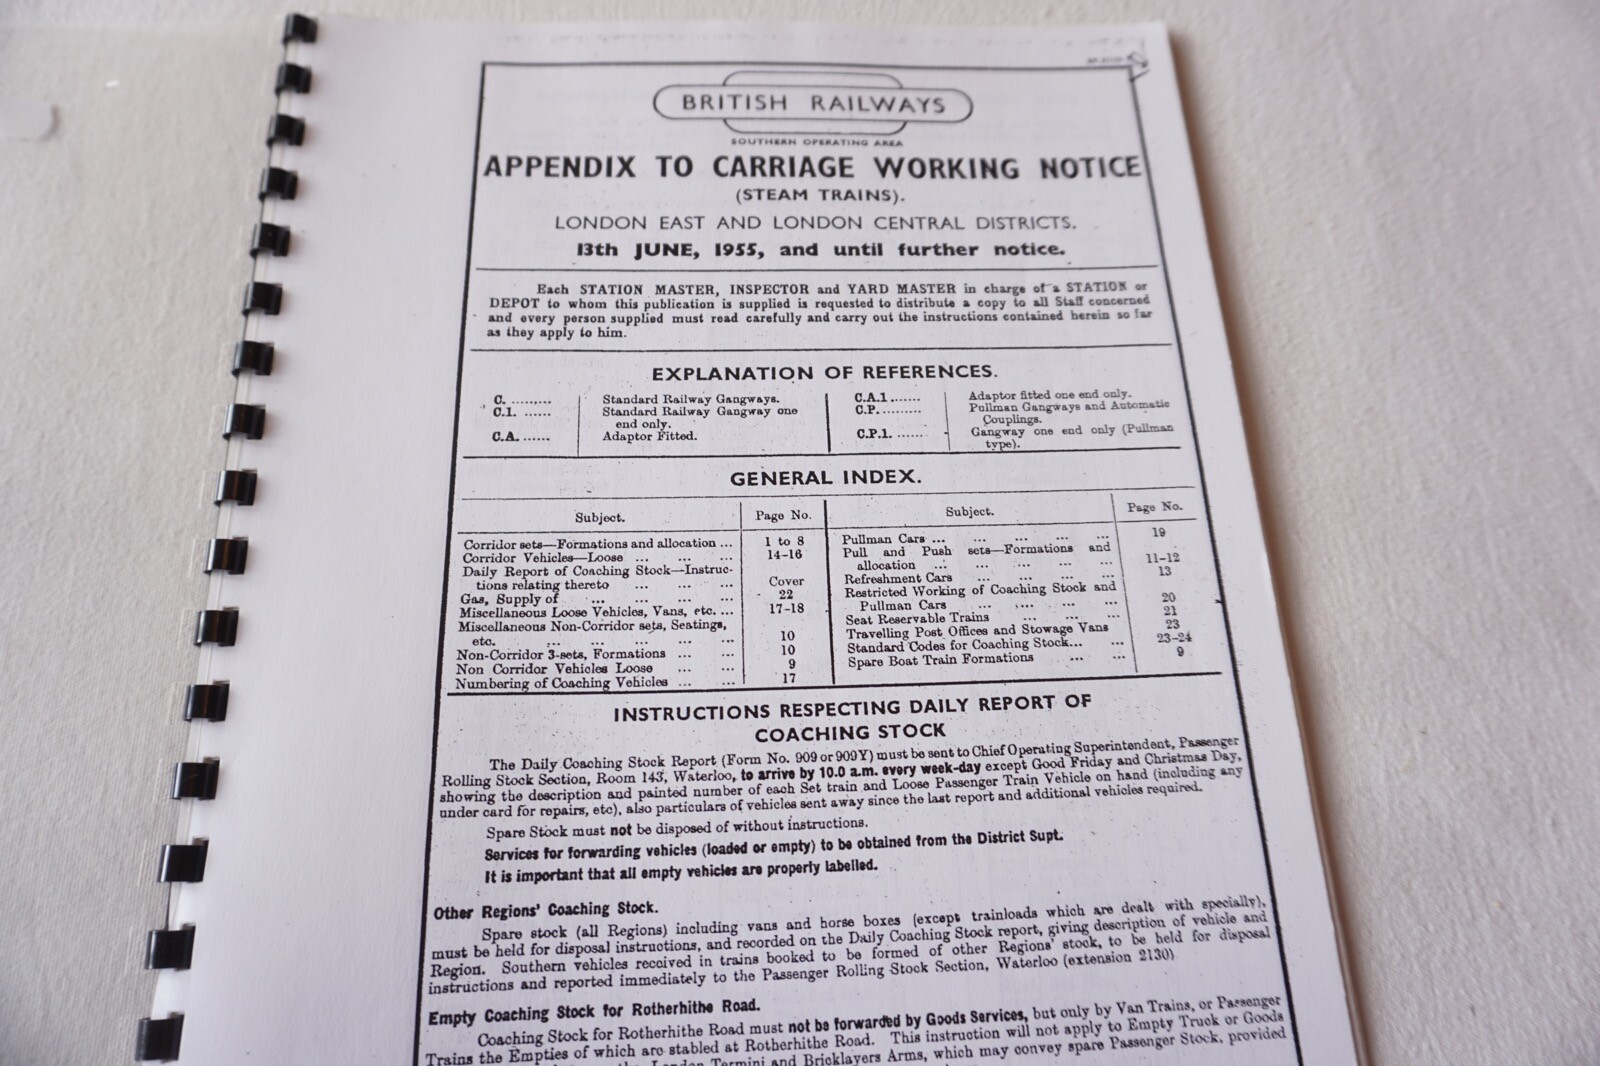 BRITISH RAILWAYS
SOUTHERN OPERATING AREA
APPENDIX TO CARRIAGE WORKING NOTICE
(STEAM TRAINS).
LONDON EAST AND LONDON CENTRAL DISTRICTS.
13th JUNE, 1955, and until further notice.
Each STATION MASTER, INSPECTOR and YARD MASTER in charge of a STATION or
DEPOT to whom this publication is supplied is requested to distribute a copy to all Staff concerned
and every person supplied must read carefully and carry out the instructions contained herein so far
as they apply to him.
EXPLANATION OF REFERENCES.
C. ......... Standard Railway Gangways.
C.1. ...... Standard Railway Gangway one
end only.
C.A. ...... Adaptor Fitted.
C.A.1 ...... Adaptor fitted one end only.
C.P. ......... Pullman Gangways and Automatic
Couplings.
C.P.1. ...... Gangway one end only (Pullman
type).
GENERAL INDEX.
Subject. Page No.
Corridor sets—Formations and allocation ... 1 to 8
Corridor Vehicles—Loose ... ... 14-16
Daily Report of Coaching Stock—Instruc-
tions relating thereto ... ... ... Cover
Gas, Supply of ... ... ... ... 22
Miscellaneous Loose Vehicles, Vans, etc. ... 17-18
Miscellaneous Non-Corridor sets, Seatings,
etc. ... ... ... ... ... 10
Non-Corridor 3-sets, Formations ... ... 10
Non Corridor Vehicles Loose ... ... 9
Numbering of Coaching Vehicles ... ... 17
Subject. Page No.
Pullman Cars ... ... ... ... ... 19
Pull and Push sets—Formations and
allocation ... ... ... ... ... 11-12
Refreshment Cars ... ... ... ... 13
Restricted Working of Coaching Stock and
Pullman Cars ... ... ... ... 20
Seat Reservable Trains ... ... ... 21
Travelling Post Offices and Stowage Vans 23
Standard Codes for Coaching Stock... ... 23-24
Spare Boat Train Formations ... ... 9
INSTRUCTIONS RESPECTING DAILY REPORT OF
COACHING STOCK
The Daily Coaching Stock Report (Form No. 909 or 909Y) must be sent to Chief Operating Superintendent, Passenger
Rolling Stock Section, Room 143, Waterloo, to arrive by 10.0 a.m. every week-day except Good Friday and Christmas Day,
showing the description and painted number of each Set train and Loose Passenger Train Vehicle on hand (including any
under card for repairs, etc), also particulars of vehicles sent away since the last report and additional vehicles required.
Spare Stock must not be disposed of without instructions.
Services for forwarding vehicles (loaded or empty) to be obtained from the District Supt.
It is important that all empty vehicles are properly labelled.
Other Regions' Coaching Stock.
Spare stock (all Regions) including vans and horse boxes (except trainloads which are dealt with specially),
must be held for disposal instructions, and recorded on the Daily Coaching Stock report, giving description of vehicle and
Region. Southern vehicles received in trains booked to be formed of other Regions' stock, to be held for disposal
instructions and reported immediately to the Passenger Rolling Stock Section, Waterloo (extension 2130)
Empty Coaching Stock for Rotherhithe Road.
Coaching Stock for Rotherhithe Road must not be forwarded by Goods Services, but only by Van Trains, or Passenger
Trains the Empties of which are stabled at Rotherhithe Road. This instruction will not apply to Empty Truck or Goods
London Termini and Bricklayers Arms, which may convey spare Passenger Stock, provided